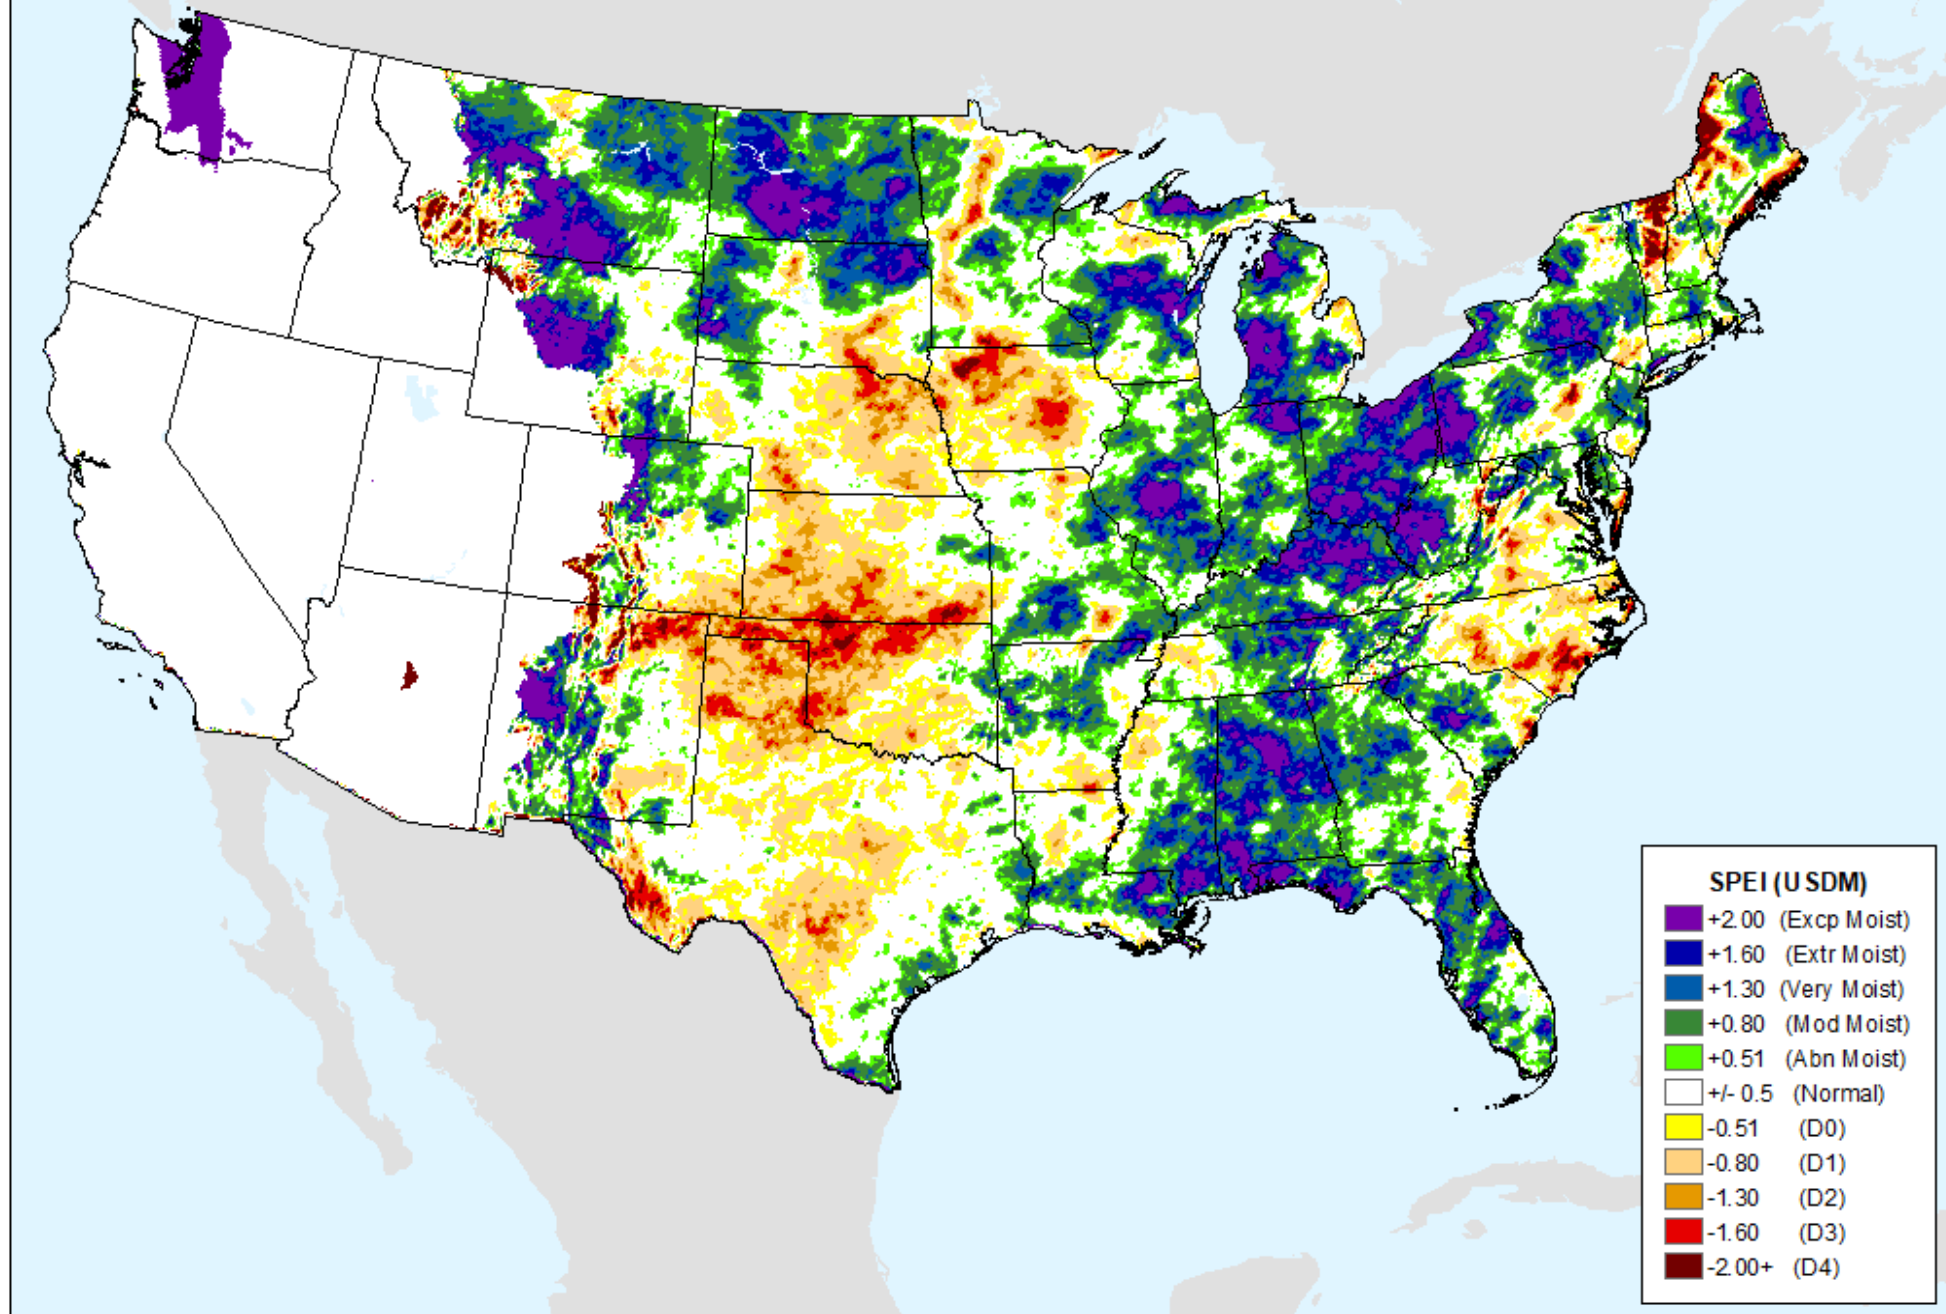 SPEI (USDM)
+2.00 (Excp Moist)
+1.60 (Extr Moist)
+1.30 (Very Moist)
+0.80 (Mod Moist)
+0.51 (Abn Moist)
+/- 0.5 (Normal)
-0.51 (D0)
-0.80 (D1)
-1.30 (D2)
-1.60 (D3)
-2.00+ (D4)